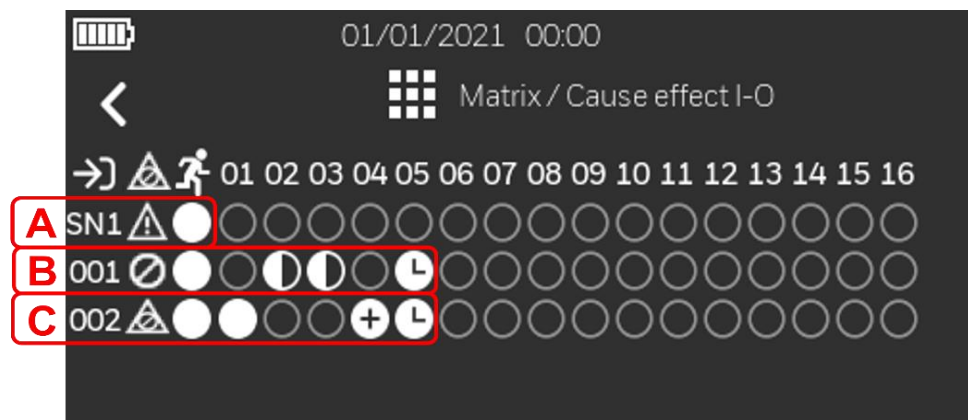 01/01/2021 00:00
Matrix / Cause effect I-O
01 02 03 04 05 06 07 08 09 10 11 12 13 14 15 16
A SN1
B 001
C 002